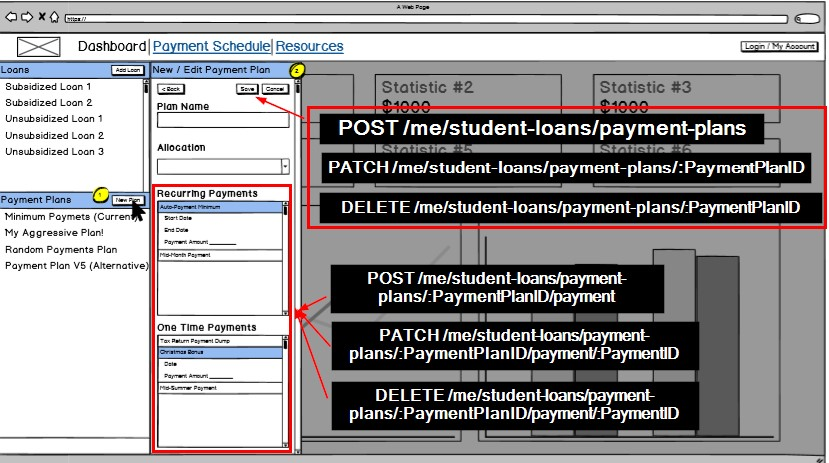 A Web Page
https://
Dashboard | Payment Schedule | Resources
Login / My Account
Loans
Add Loan
Subsidized Loan 1
Subsidized Loan 2
Unsubsidized Loan 1
Unsubsidized Loan 2
Unsubsidized Loan 3
Payment Plans
1
New Plan
Minimum Paymets (Current)
My Aggressive Plan!
Random Payments Plan
Payment Plan V5 (Alternative)
New / Edit Payment Plan
2
< Back
Save
Cancel
Plan Name
Allocation
Recurring Payments
Auto-Payment Minimum
Start Date
End Date
Payment Amount ________
Mid-Month Payment
One Time Payments
Tax Return Payment Dump
Christmas Bonus
Date
Payment Amount ________
Mid-Summer Payment
Statistic #2
$1000
Statistic #3
$1000
#5
#6
POST /me/student-loans/payment-plans
PATCH /me/student-loans/payment-plans/:PaymentPlanID
DELETE /me/student-loans/payment-plans/:PaymentPlanID
POST /me/student-loans/payment-
plans/:PaymentPlanID/payment
PATCH /me/student-loans/payment-
plans/:PaymentPlanID/payment/:PaymentID
DELETE /me/student-loans/payment-
plans/:PaymentPlanID/payment/:PaymentID